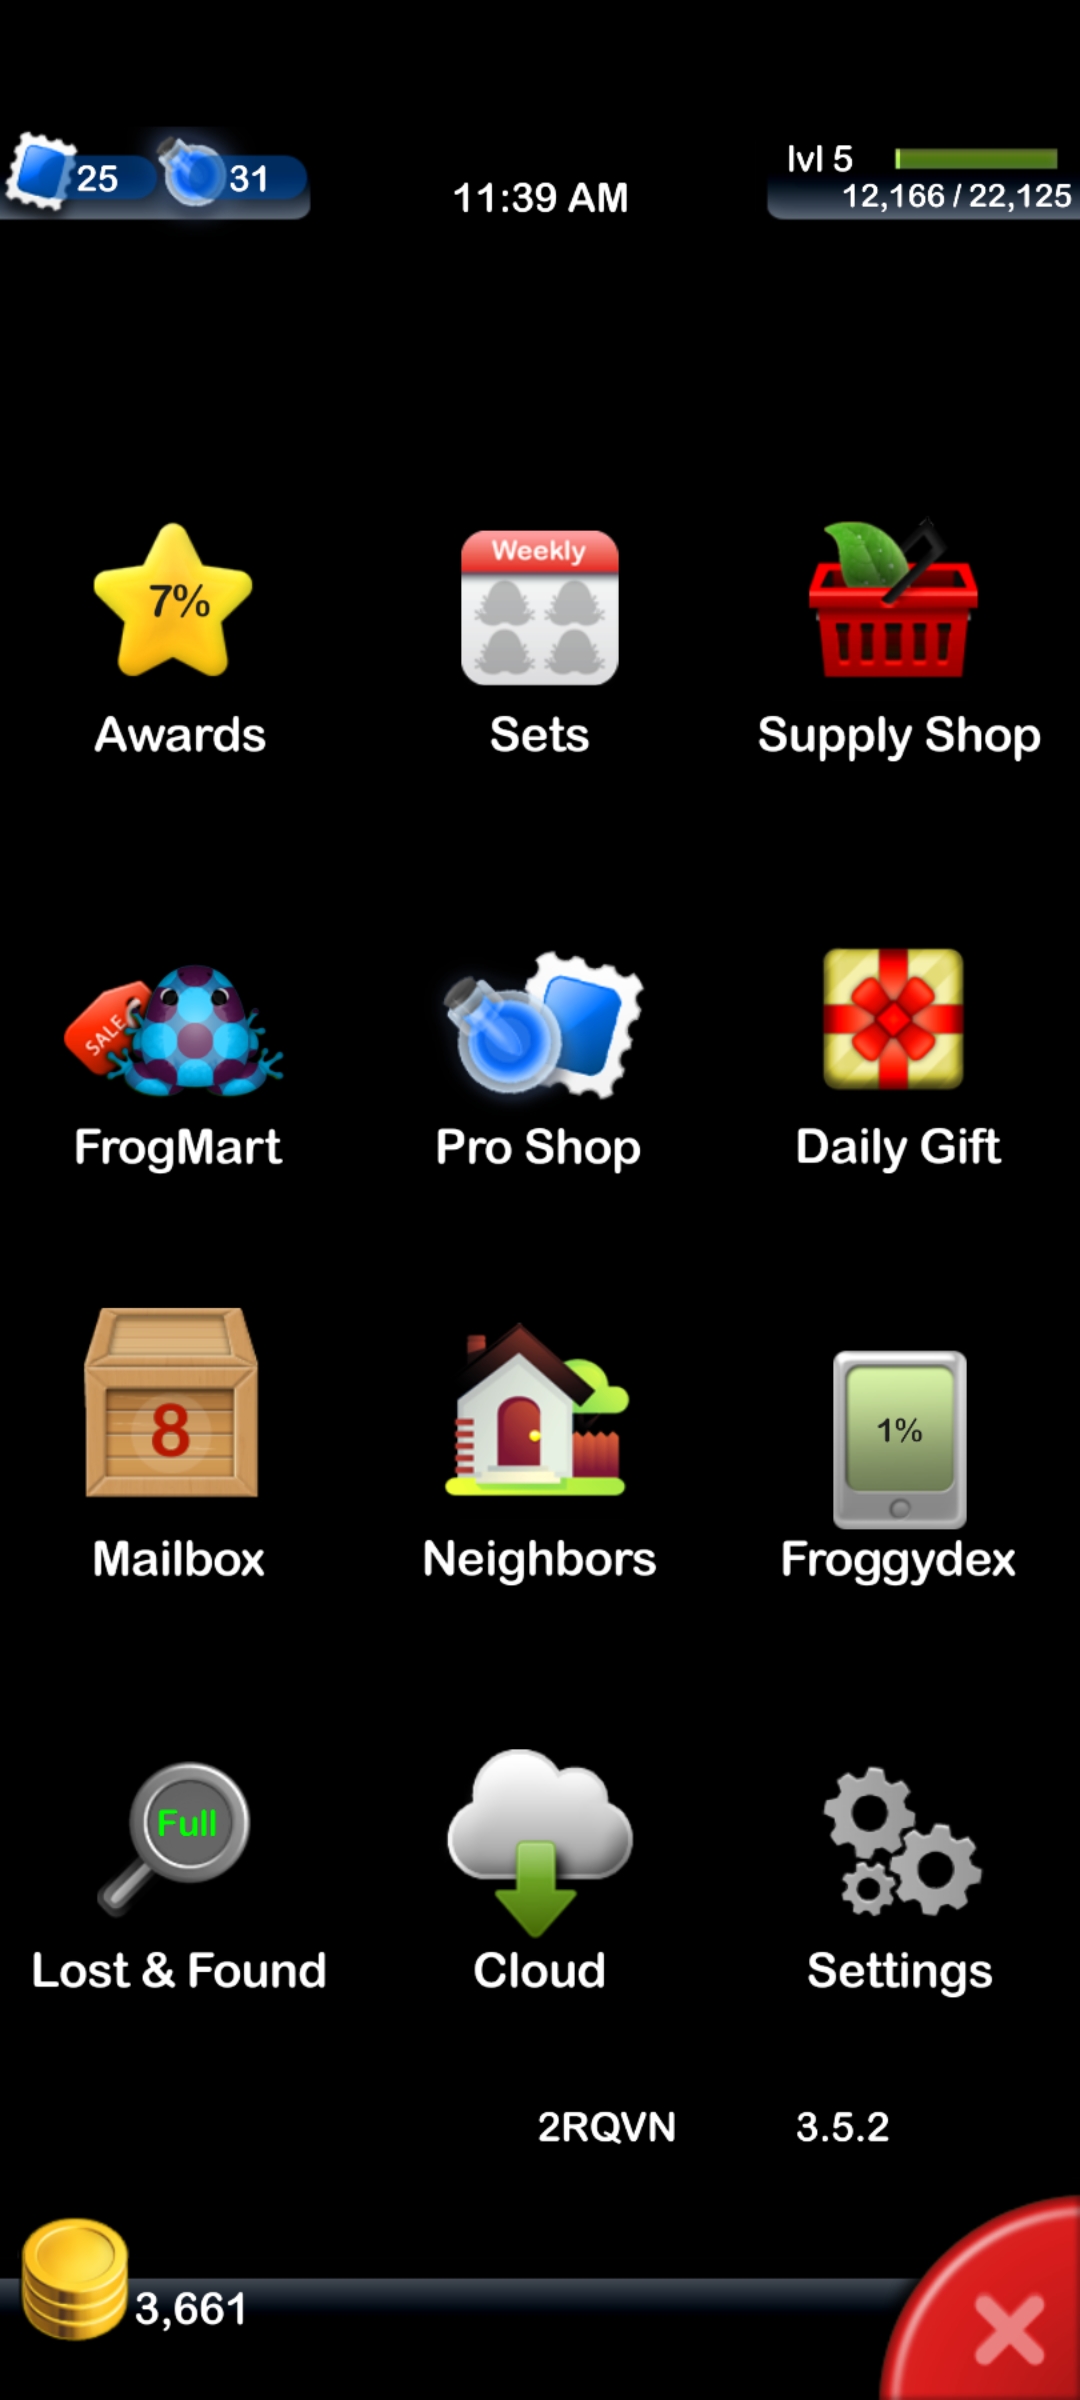 25
31
11:39 AM
lvl 5
12,166 / 22,125
7%
Weekly
Awards
Sets
Supply Shop
SALE
FrogMart
Pro Shop
Daily Gift
8
1%
Mailbox
Neighbors
Froggydex
Full
Lost & Found
Cloud
Settings
2RQVN
3.5.2
3,661